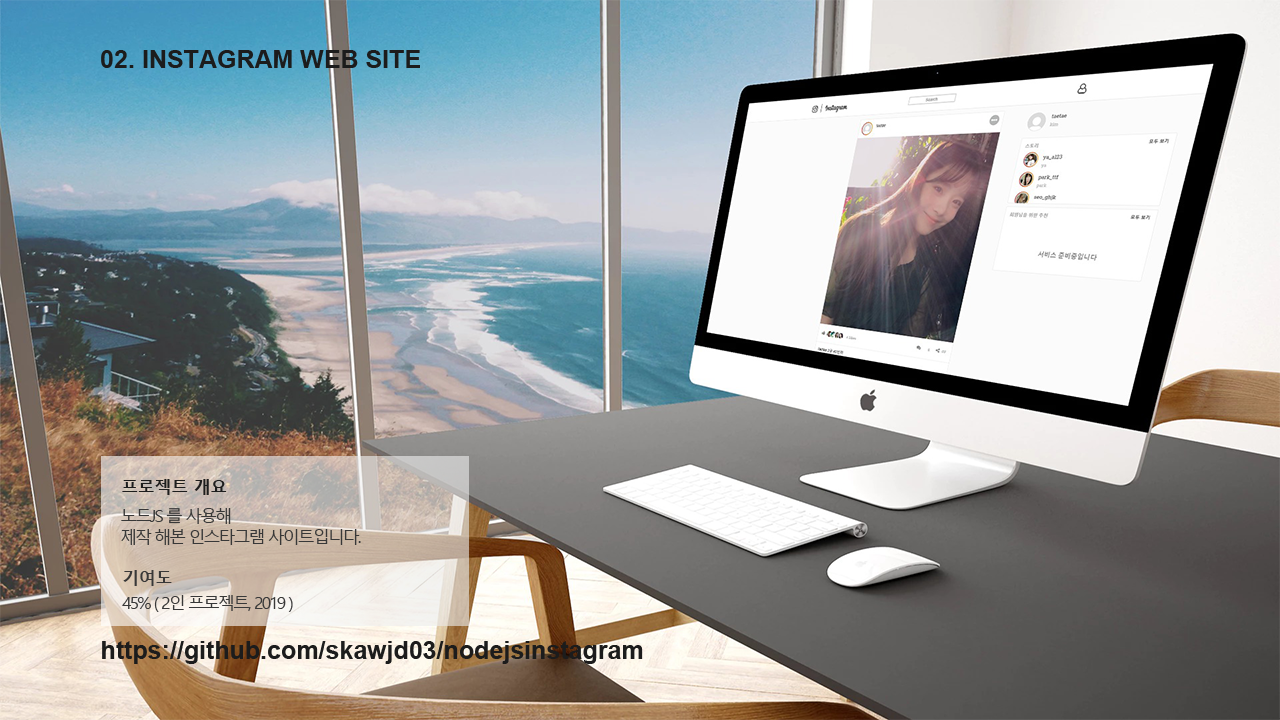 02. INSTAGRAM WEB SITE
Instagram
Search
taetae
스토리 모두 보기
ya_a123
ya
pack_ttf
pack
seo_ghjk
회원님을 위한 추천 모두 보기
서비스 준비중입니다
프로젝트 개요
노드JS 를 사용해
제작 해본 인스타그램 사이트입니다.
기여도
45% ( 2인 프로젝트, 2019 )
https://github.com/skawjd03/nodejsinstagram